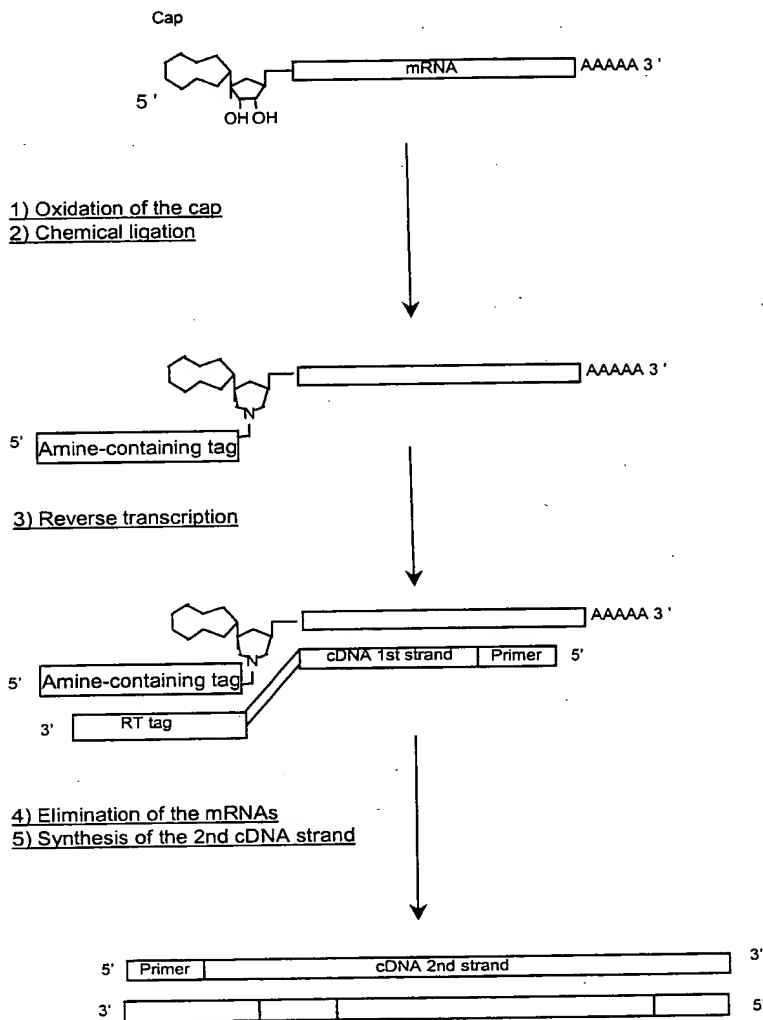 Cap
mRNA AAAAA 3 '
5 '
OH OH
1) Oxidation of the cap
2) Chemical ligation
AAAAA 3 '
N
5' Amine-containing tag
3) Reverse transcription
AAAAA 3 '
N cDNA 1st strand Primer 5'
5' Amine-containing tag
3' RT tag
4) Elimination of the mRNAs
5) Synthesis of the 2nd cDNA strand
5' Primer cDNA 2nd strand 3'
3' 5'